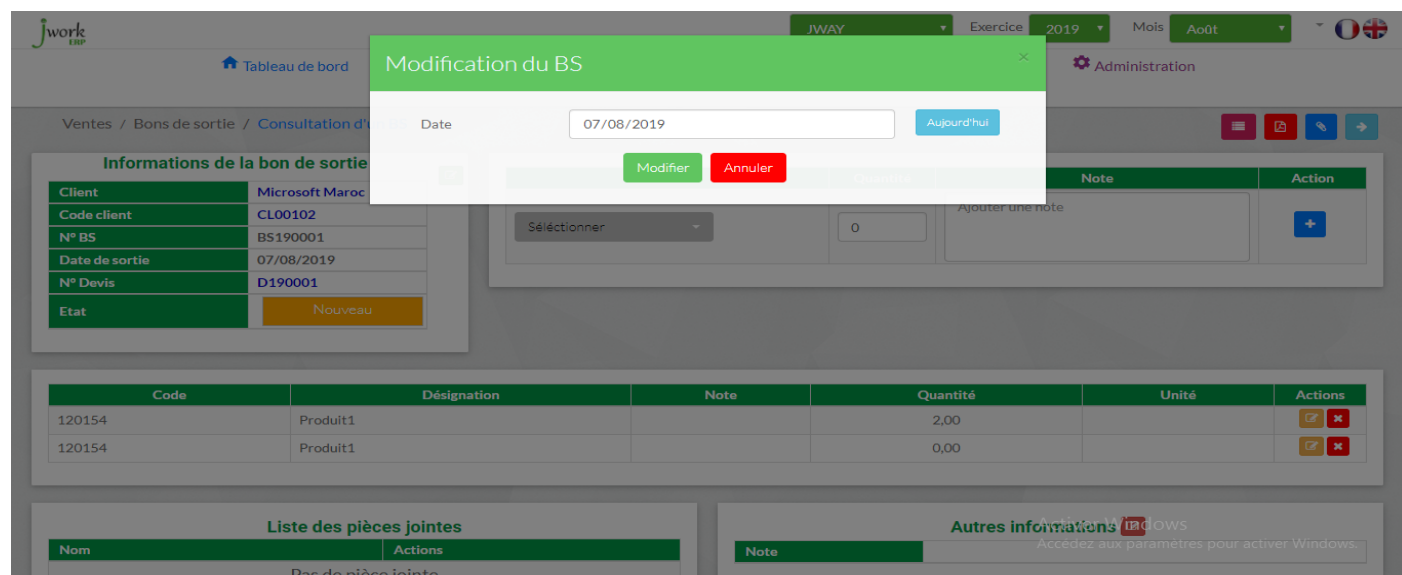 jwork
ERP
JWAY
Exercice
2019
Mois
Août
Tableau de bord
Administration
Modification du BS
×
Date
07/08/2019
Aujourd'hui
Modifier
Annuler
Ventes / Bons de sortie / Consultation d'
Informations de la bon de sortie
Client
Microsoft Maroc
Code client
CL00102
N° BS
BS190001
Date de sortie
07/08/2019
N° Devis
D190001
Etat
Nouveau
Note
Action
Séléctionner
0
Ajouter une note
Code
Désignation
Note
Quantité
Unité
Actions
120154
Produit1
2,00
120154
Produit1
0,00
Liste des pièces jointes
Nom
Actions
Pas de pièce jointe
Autres informations
Note
Activer Windows
Accédez aux paramètres pour activer Windows.